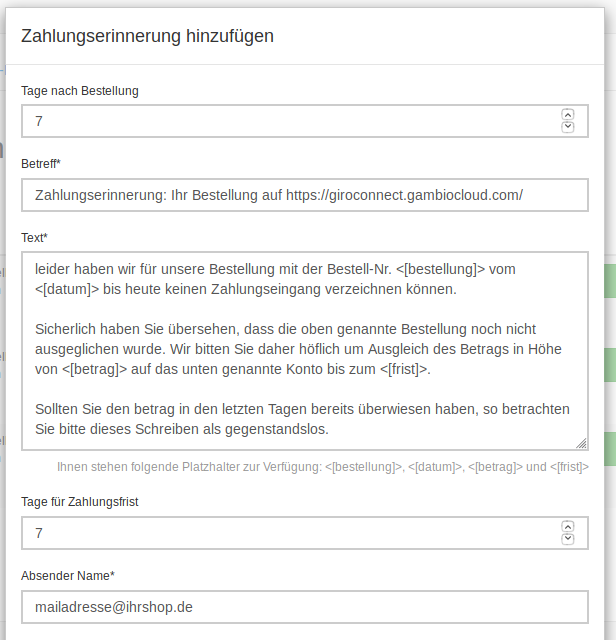 Zahlungserinnerung hinzufügen
Tage nach Bestellung
7
Betreff*
Zahlungserinnerung: Ihr Bestellung auf https://giroconnect.gambiocloud.com/
Text*
leider haben wir für unsere Bestellung mit der Bestell-Nr. <[bestellung]> vom
<[datum]> bis heute keinen Zahlungseingang verzeichnen können.
Sicherlich haben Sie übersehen, dass die oben genannte Bestellung noch nicht
ausgeglichen wurde. Wir bitten Sie daher höflich um Ausgleich des Betrags in Höhe
von <[betrag]> auf das unten genannte Konto bis zum <[frist]>.
Sollten Sie den betrag in den letzten Tagen bereits überwiesen haben, so betrachten
Sie bitte dieses Schreiben als gegenstandslos.
Ihnen stehen folgende Platzhalter zur Verfügung: <[bestellung]>, <[datum]>, <[betrag]> und <[frist]>
Tage für Zahlungsfrist
7
Absender Name*
mailadresse@ihrshop.de